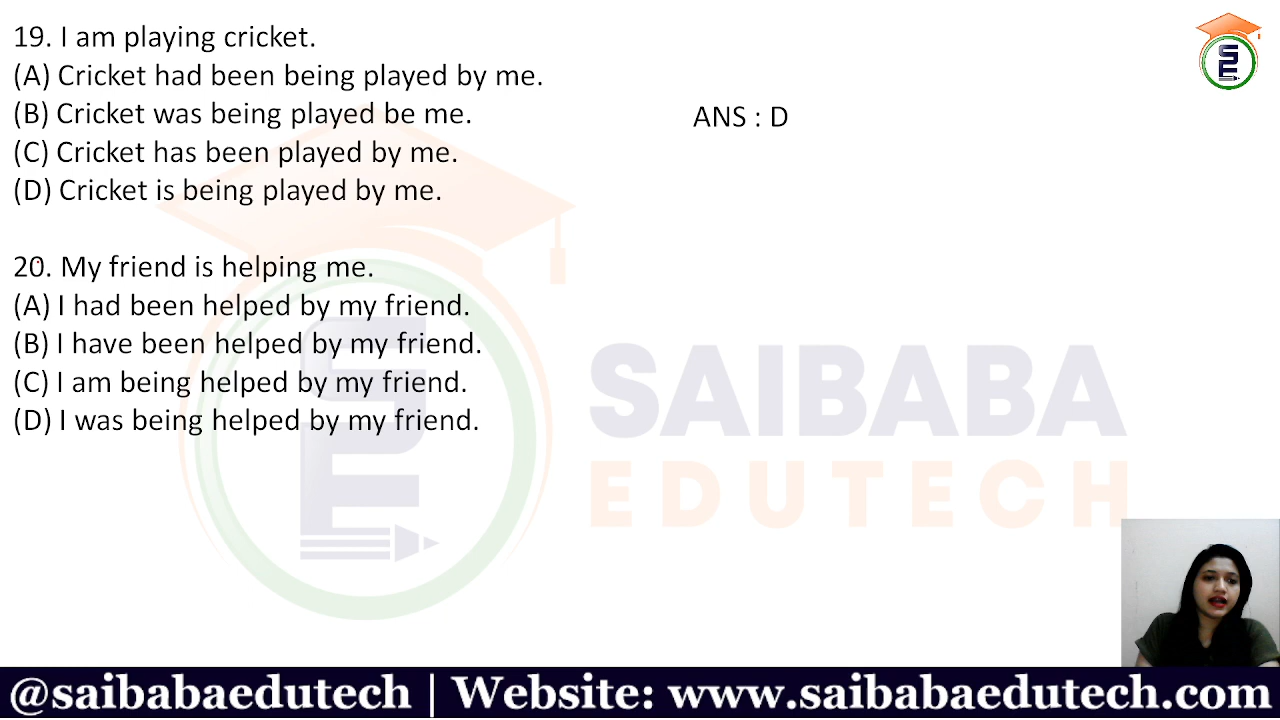 19. I am playing cricket.
(A) Cricket had been being played by me.
(B) Cricket was being played be me.
ANS : D
(C) Cricket has been played by me.
(D) Cricket is being played by me.
20. My friend is helping me.
(A) I had been helped by my friend.
(B) I have been helped by my friend.
(C) I am being helped by my friend.
(D) I was being helped by my friend.
SAIBABA
EDUTECH
@saibabaedutech | Website: www.saibabaedutech.com